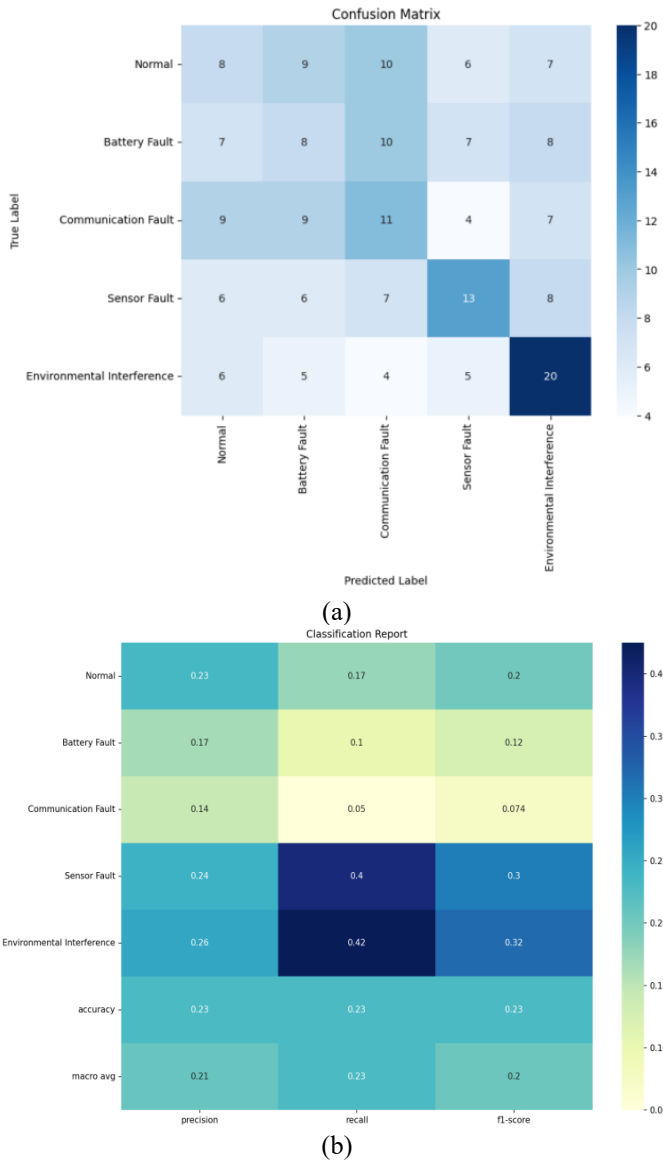 Confusion Matrix
Normal 8 9 10 6 7
Battery Fault 7 8 10 7 8
Communication Fault 9 9 11 4 7
Sensor Fault 6 6 7 13 8
Environmental Interference 6 5 4 5 20
True Label
Normal
Battery Fault
Communication Fault
Sensor Fault
Environmental Interference
Predicted Label
20
18
16
14
12
10
8
6
4
(a)
Classification Report
Normal 0.23 0.17 0.2
Battery Fault 0.17 0.1 0.12
Communication Fault 0.14 0.05 0.074
Sensor Fault 0.24 0.4 0.3
Environmental Interference 0.26 0.42 0.32
accuracy 0.23 0.23 0.23
macro avg 0.21 0.23 0.2
precision recall f1-score
0.4
0.3
0.3
0.2
0.2
0.1
0.10
0.0
(b)